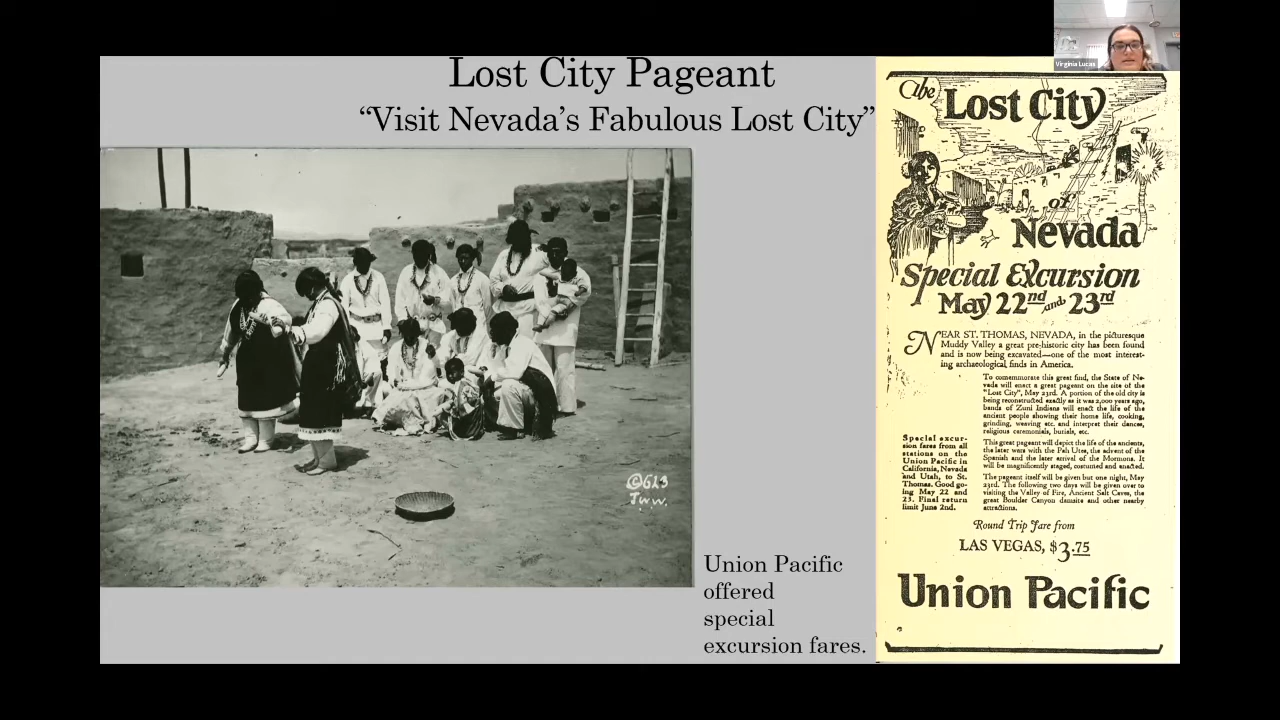 Virginia Lucas
Lost City Pageant
“Visit Nevada’s Fabulous Lost City”
©613
T.W.W.
Union Pacific
offered
special
excursion fares.
The
Lost City
of
Nevada
Special Excursion
May 22nd and 23rd
NEAR ST. THOMAS, NEVADA, in the picturesque
Muddy Valley a great pre-historic city has been found
and is now being excavated—one of the most interest-
ing archaeological finds in America.
To commemorate this great find, the State of Ne-
vada will enact a great pageant on the site of the
"Lost City", May 23rd. A portion of the old city is
being reconstructed exactly as it was 2,000 years ago,
bands of Zuni Indians will enact the life of the
ancient people showing their home life, cooking,
grinding, weaving etc. and interpret their dances,
religious ceremonials, burials, etc.
This great pageant will depict the life of the ancients,
the later wars with the Pah Utes, the advent of the
Spanish and the later arrival of the Mormons. It
will be magnificently staged, costumed and enacted.
The pageant itself will be given but one night, May
23rd. The following two days will be given over to
visiting the Valley of Fire, Ancient Salt Caves, the
great Boulder Canyon damsite and other nearby
attractions.
Special excur-
sion fares from all
stations on the
Union Pacific in
California, Nevada
and Utah, to St.
Thomas. Good go-
ing May 22 and
23. Final return
limit June 2nd.
Round Trip Fare from
LAS VEGAS, $3.75
Union Pacific